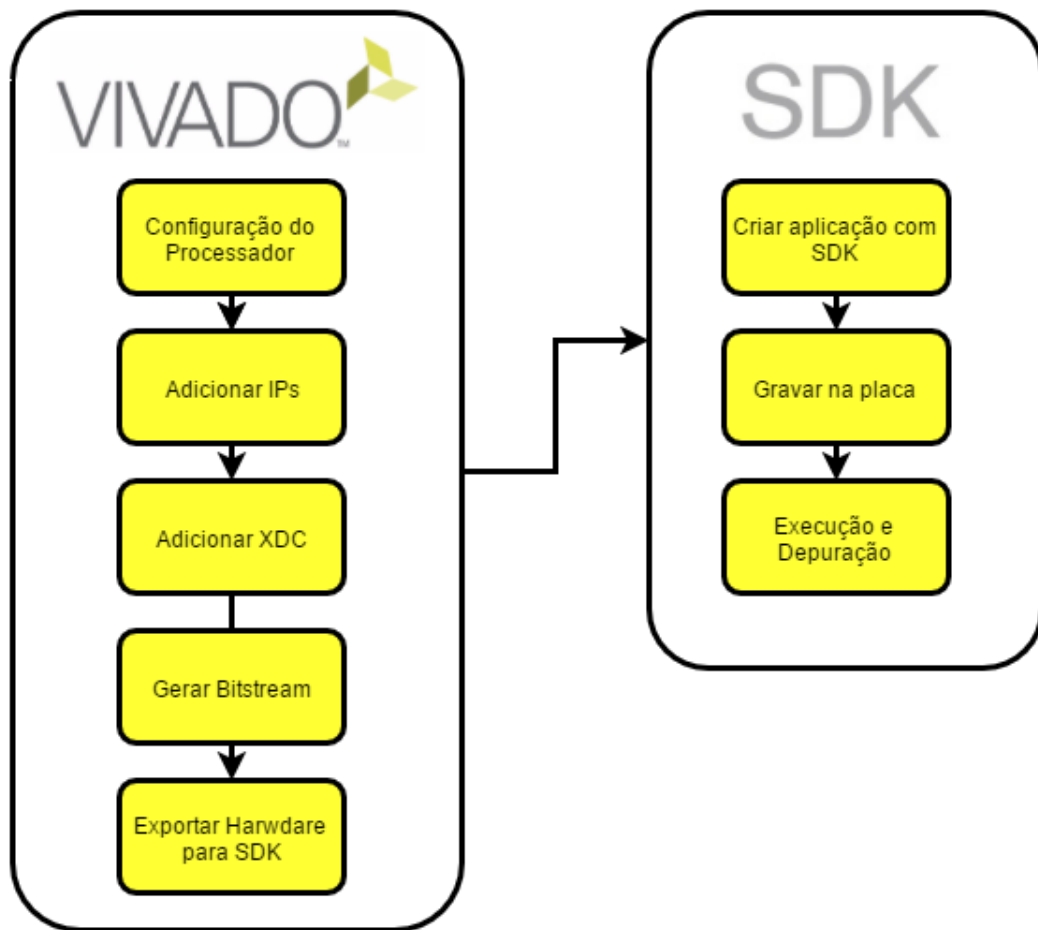 VIVADO
TM
Configuração do
Processador
Adicionar IPs
Adicionar XDC
Gerar Bitstream
Exportar Harwdare
para SDK
SDK
Criar aplicação com
SDK
Gravar na placa
Execução e
Depuração